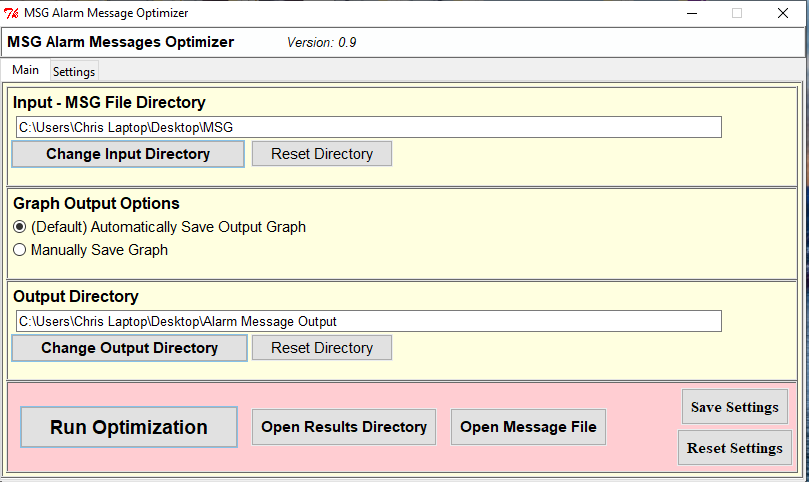 MSG Alarm Message Optimizer
MSG Alarm Messages Optimizer Version: 0.9
Main Settings
Input - MSG File Directory
C:\Users\Chris Laptop\Desktop\MSG
Change Input Directory Reset Directory
Graph Output Options
(Default) Automatically Save Output Graph
Manually Save Graph
Output Directory
C:\Users\Chris Laptop\Desktop\Alarm Message Output
Change Output Directory Reset Directory
Run Optimization Open Results Directory Open Message File
Save Settings
Reset Settings